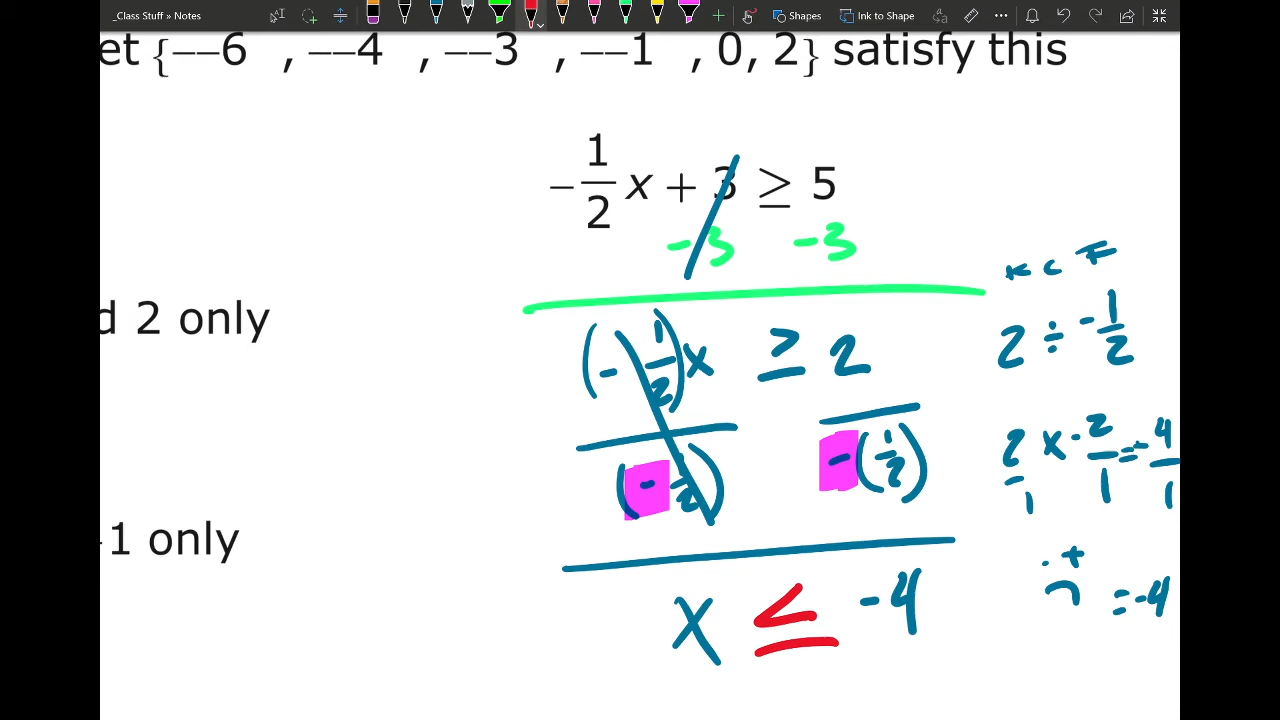 _Class Stuff » Notes
Shapes
Ink to Shape
et {––6 , ––4 , ––3 , ––1 , 0, 2} satisfy this
-1/2 x + 3 ≥ 5
-3 -3
d 2 only
(- 1/2)x ≥ 2
(- 1/2) -(1/2)
K C F
2 ÷ -1/2
2/1 x -2/1 = -4/1
= -4
-1 only
x ≤ -4